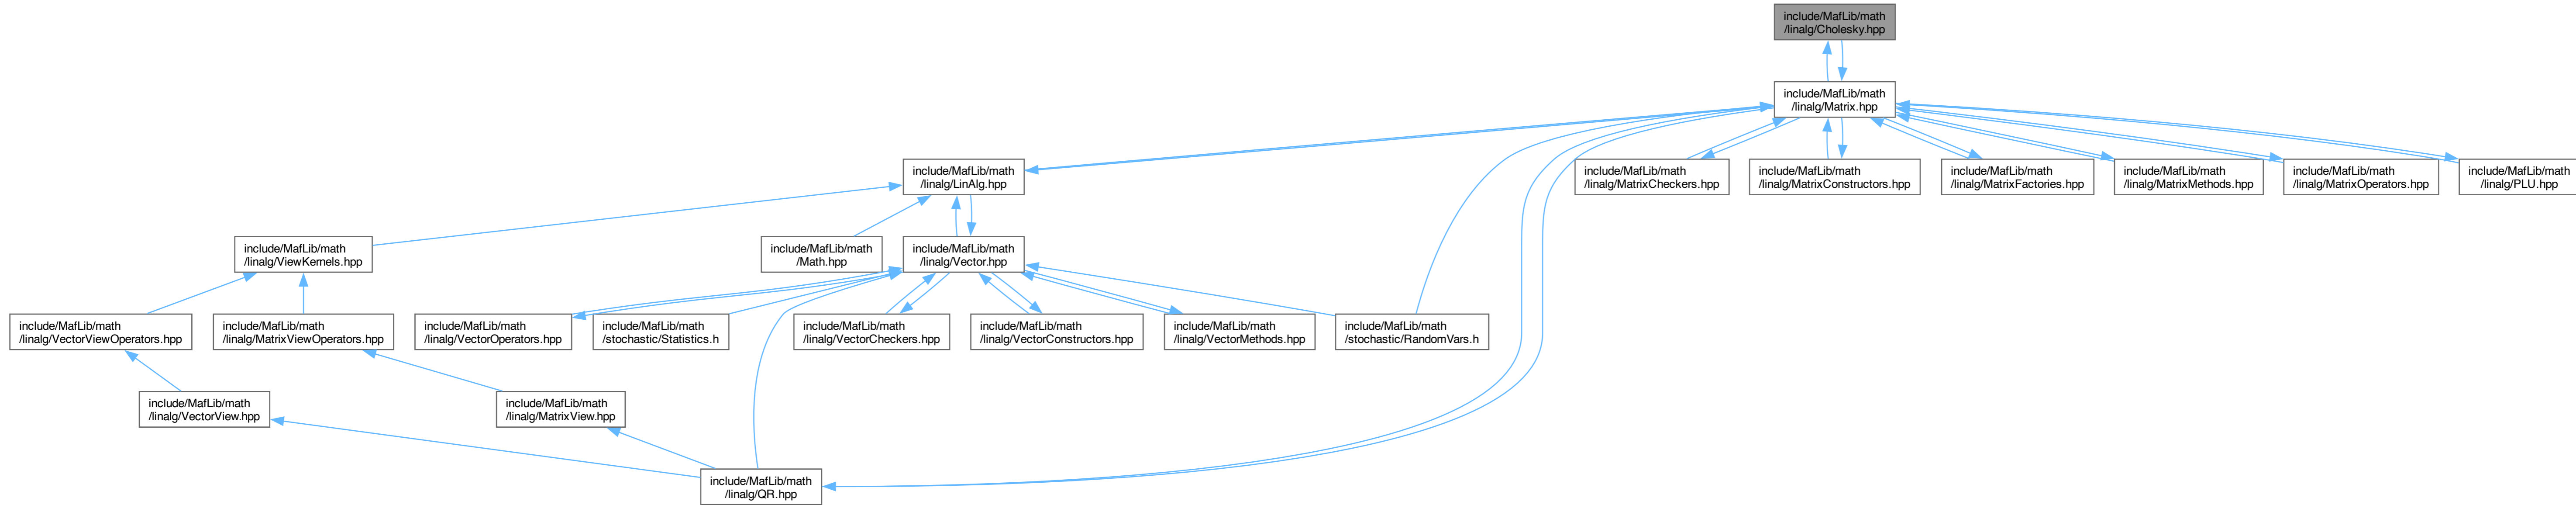 include/MafLib/math
/linalg/Cholesky.hpp
include/MafLib/math
/linalg/Matrix.hpp
include/MafLib/math
/linalg/LinAlg.hpp
include/MafLib/math
/linalg/MatrixCheckers.hpp
include/MafLib/math
/linalg/MatrixConstructors.hpp
include/MafLib/math
/linalg/MatrixFactories.hpp
include/MafLib/math
/linalg/MatrixMethods.hpp
include/MafLib/math
/linalg/MatrixOperators.hpp
include/MafLib/math
/linalg/PLU.hpp
include/MafLib/math
/linalg/ViewKernels.hpp
include/MafLib/math
/Math.hpp
include/MafLib/math
/linalg/Vector.hpp
include/MafLib/math
/linalg/VectorViewOperators.hpp
include/MafLib/math
/linalg/MatrixViewOperators.hpp
include/MafLib/math
/linalg/VectorOperators.hpp
include/MafLib/math
/stochastic/Statistics.h
include/MafLib/math
/linalg/VectorCheckers.hpp
include/MafLib/math
/linalg/VectorConstructors.hpp
include/MafLib/math
/linalg/VectorMethods.hpp
include/MafLib/math
/stochastic/RandomVars.h
include/MafLib/math
/linalg/VectorView.hpp
include/MafLib/math
/linalg/MatrixView.hpp
include/MafLib/math
/linalg/QR.hpp